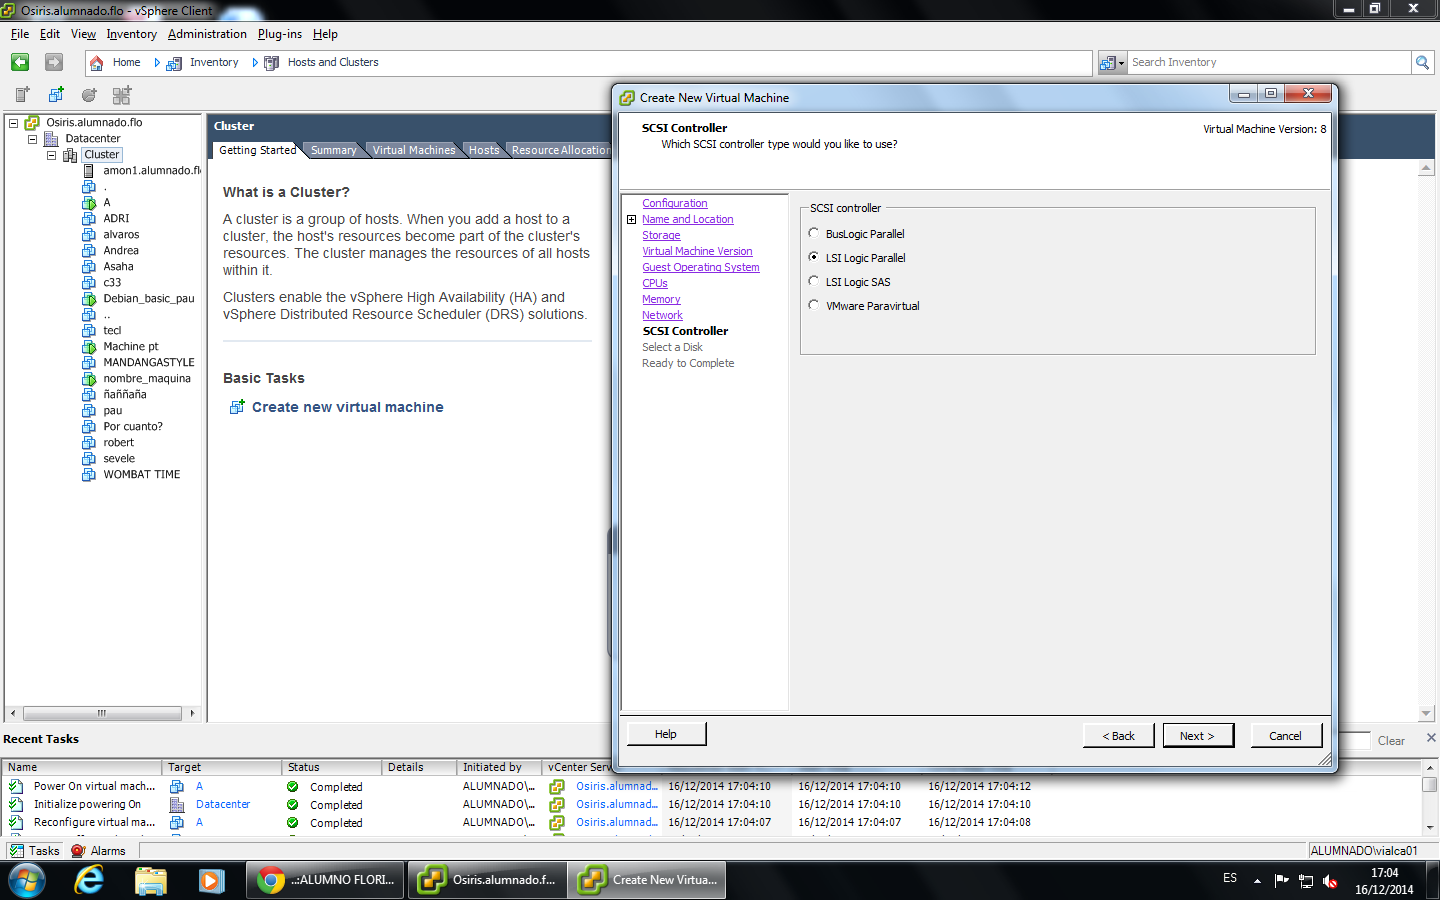 Osiris.alumnado.flo - vSphere Client
File Edit View Inventory Administration Plug-ins Help
Home Inventory Hosts and Clusters
Search Inventory
Osiris.alumnado.flo
Datacenter
Cluster
amon1.alumnado.fl
.
A
ADRI
alvaros
Andrea
Asaha
c33
Debian_basic_pau
..
tecl
Machine pt
MANDANGASTYLE
nombre_maquina
ñaññaña
pau
Por cuanto?
robert
sevele
WOMBAT TIME
Cluster
Getting Started Summary Virtual Machines Hosts Resource Allocation
What is a Cluster?
A cluster is a group of hosts. When you add a host to a
cluster, the host's resources become part of the cluster's
resources. The cluster manages the resources of all hosts
within it.
Clusters enable the vSphere High Availability (HA) and
vSphere Distributed Resource Scheduler (DRS) solutions.
Basic Tasks
Create new virtual machine
Create New Virtual Machine
SCSI Controller
Which SCSI controller type would you like to use?
Virtual Machine Version: 8
Configuration
Name and Location
Storage
Virtual Machine Version
Guest Operating System
CPUs
Memory
Network
SCSI Controller
Select a Disk
Ready to Complete
SCSI controller
BusLogic Parallel
LSI Logic Parallel
LSI Logic SAS
VMware Paravirtual
Help
< Back
Next >
Cancel
Recent Tasks
Clear
Name Target Status Details Initiated by vCenter Serv
Power On virtual mach... A Completed ALUMNADO\... Osiris.alumnad... 16/12/2014 17:04:10 16/12/2014 17:04:10 16/12/2014 17:04:12
Initialize powering On Datacenter Completed ALUMNADO\... Osiris.alumnad... 16/12/2014 17:04:10 16/12/2014 17:04:10 16/12/2014 17:04:10
Reconfigure virtual ma... A Completed ALUMNADO\... Osiris.alumnad... 16/12/2014 17:04:07 16/12/2014 17:04:07 16/12/2014 17:04:08
Tasks Alarms
ALUMNADO\vialca01
..:ALUMNO FLORI...
Osiris.alumnado.f...
Create New Virtua...
ES
17:04
16/12/2014